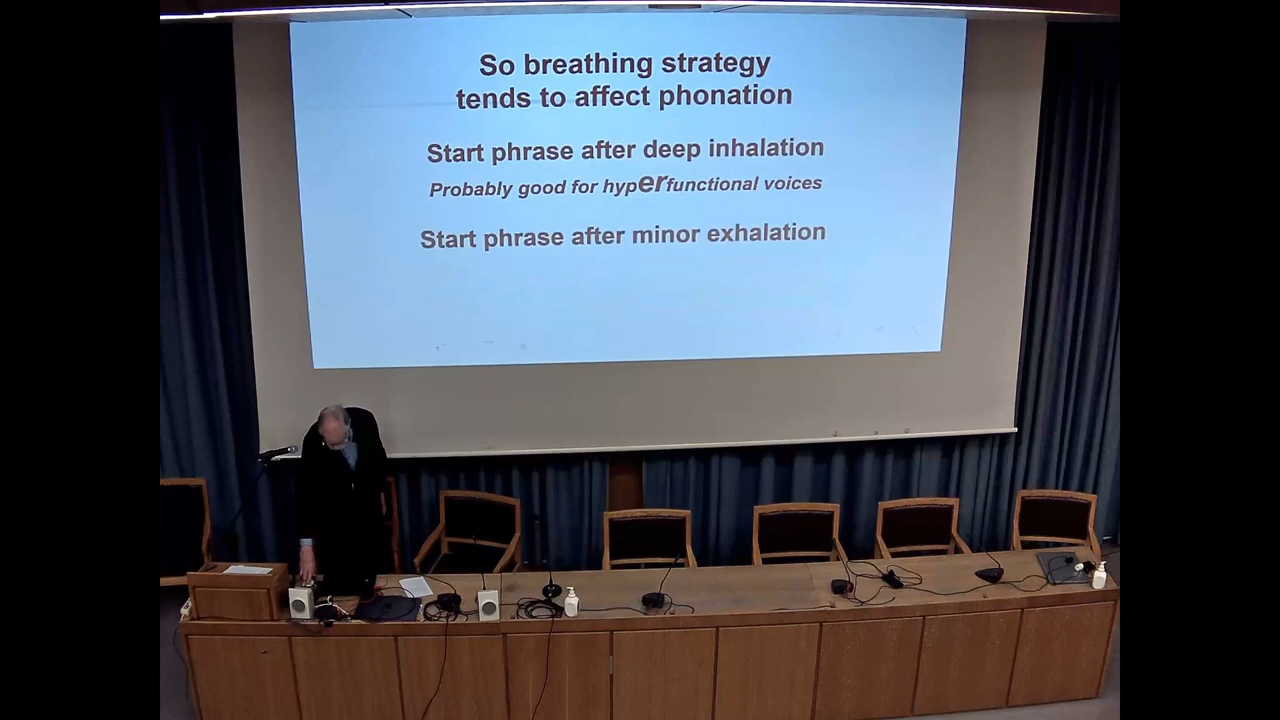 So breathing strategy
tends to affect phonation
Start phrase after deep inhalation
Probably good for hypERfunctional voices
Start phrase after minor exhalation